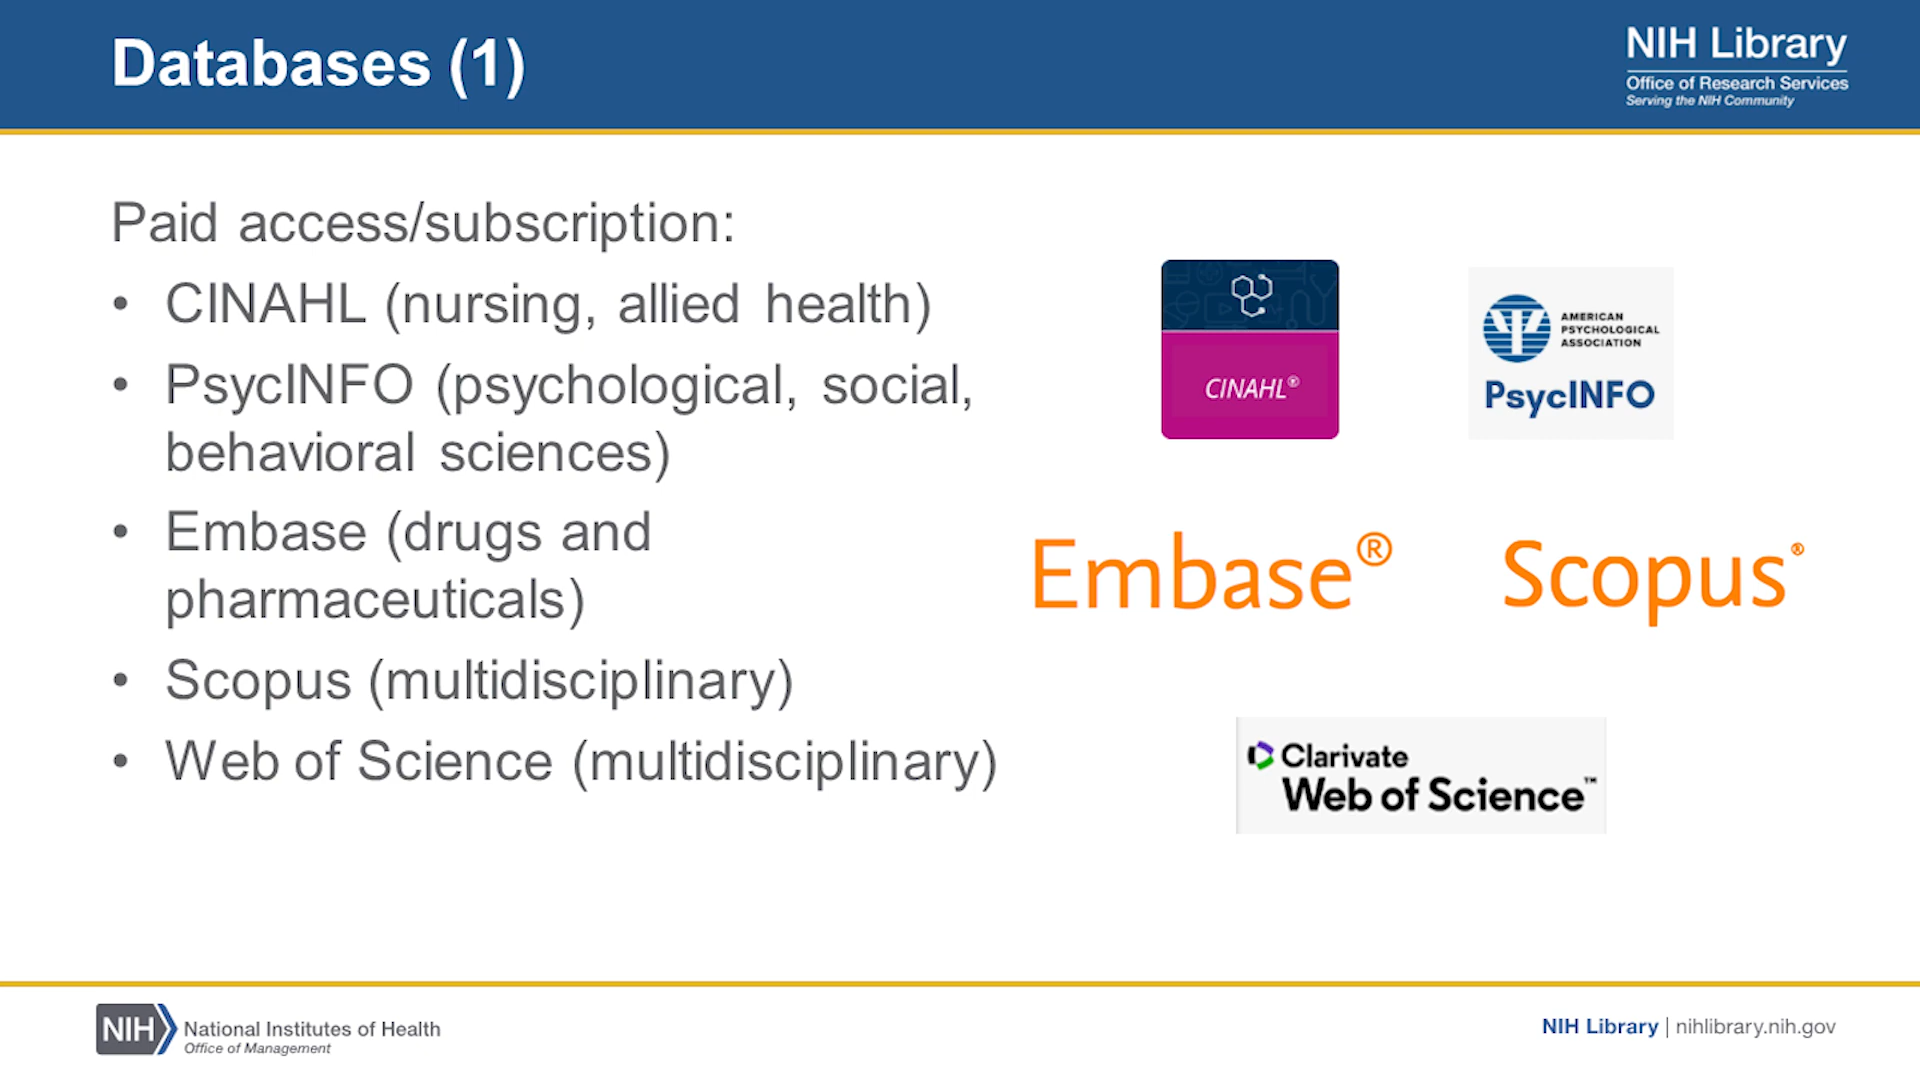 Databases (1)
NIH Library
Office of Research Services
Serving the NIH Community
Paid access/subscription:
• CINAHL (nursing, allied health)
• PsycINFO (psychological, social,
behavioral sciences)
• Embase (drugs and
pharmaceuticals)
• Scopus (multidisciplinary)
• Web of Science (multidisciplinary)
CINAHL®
AMERICAN
PSYCHOLOGICAL
ASSOCIATION
PsycINFO
Embase®
Scopus®
Clarivate
Web of Science™
NIH National Institutes of Health
Office of Management
NIH Library | nihlibrary.nih.gov